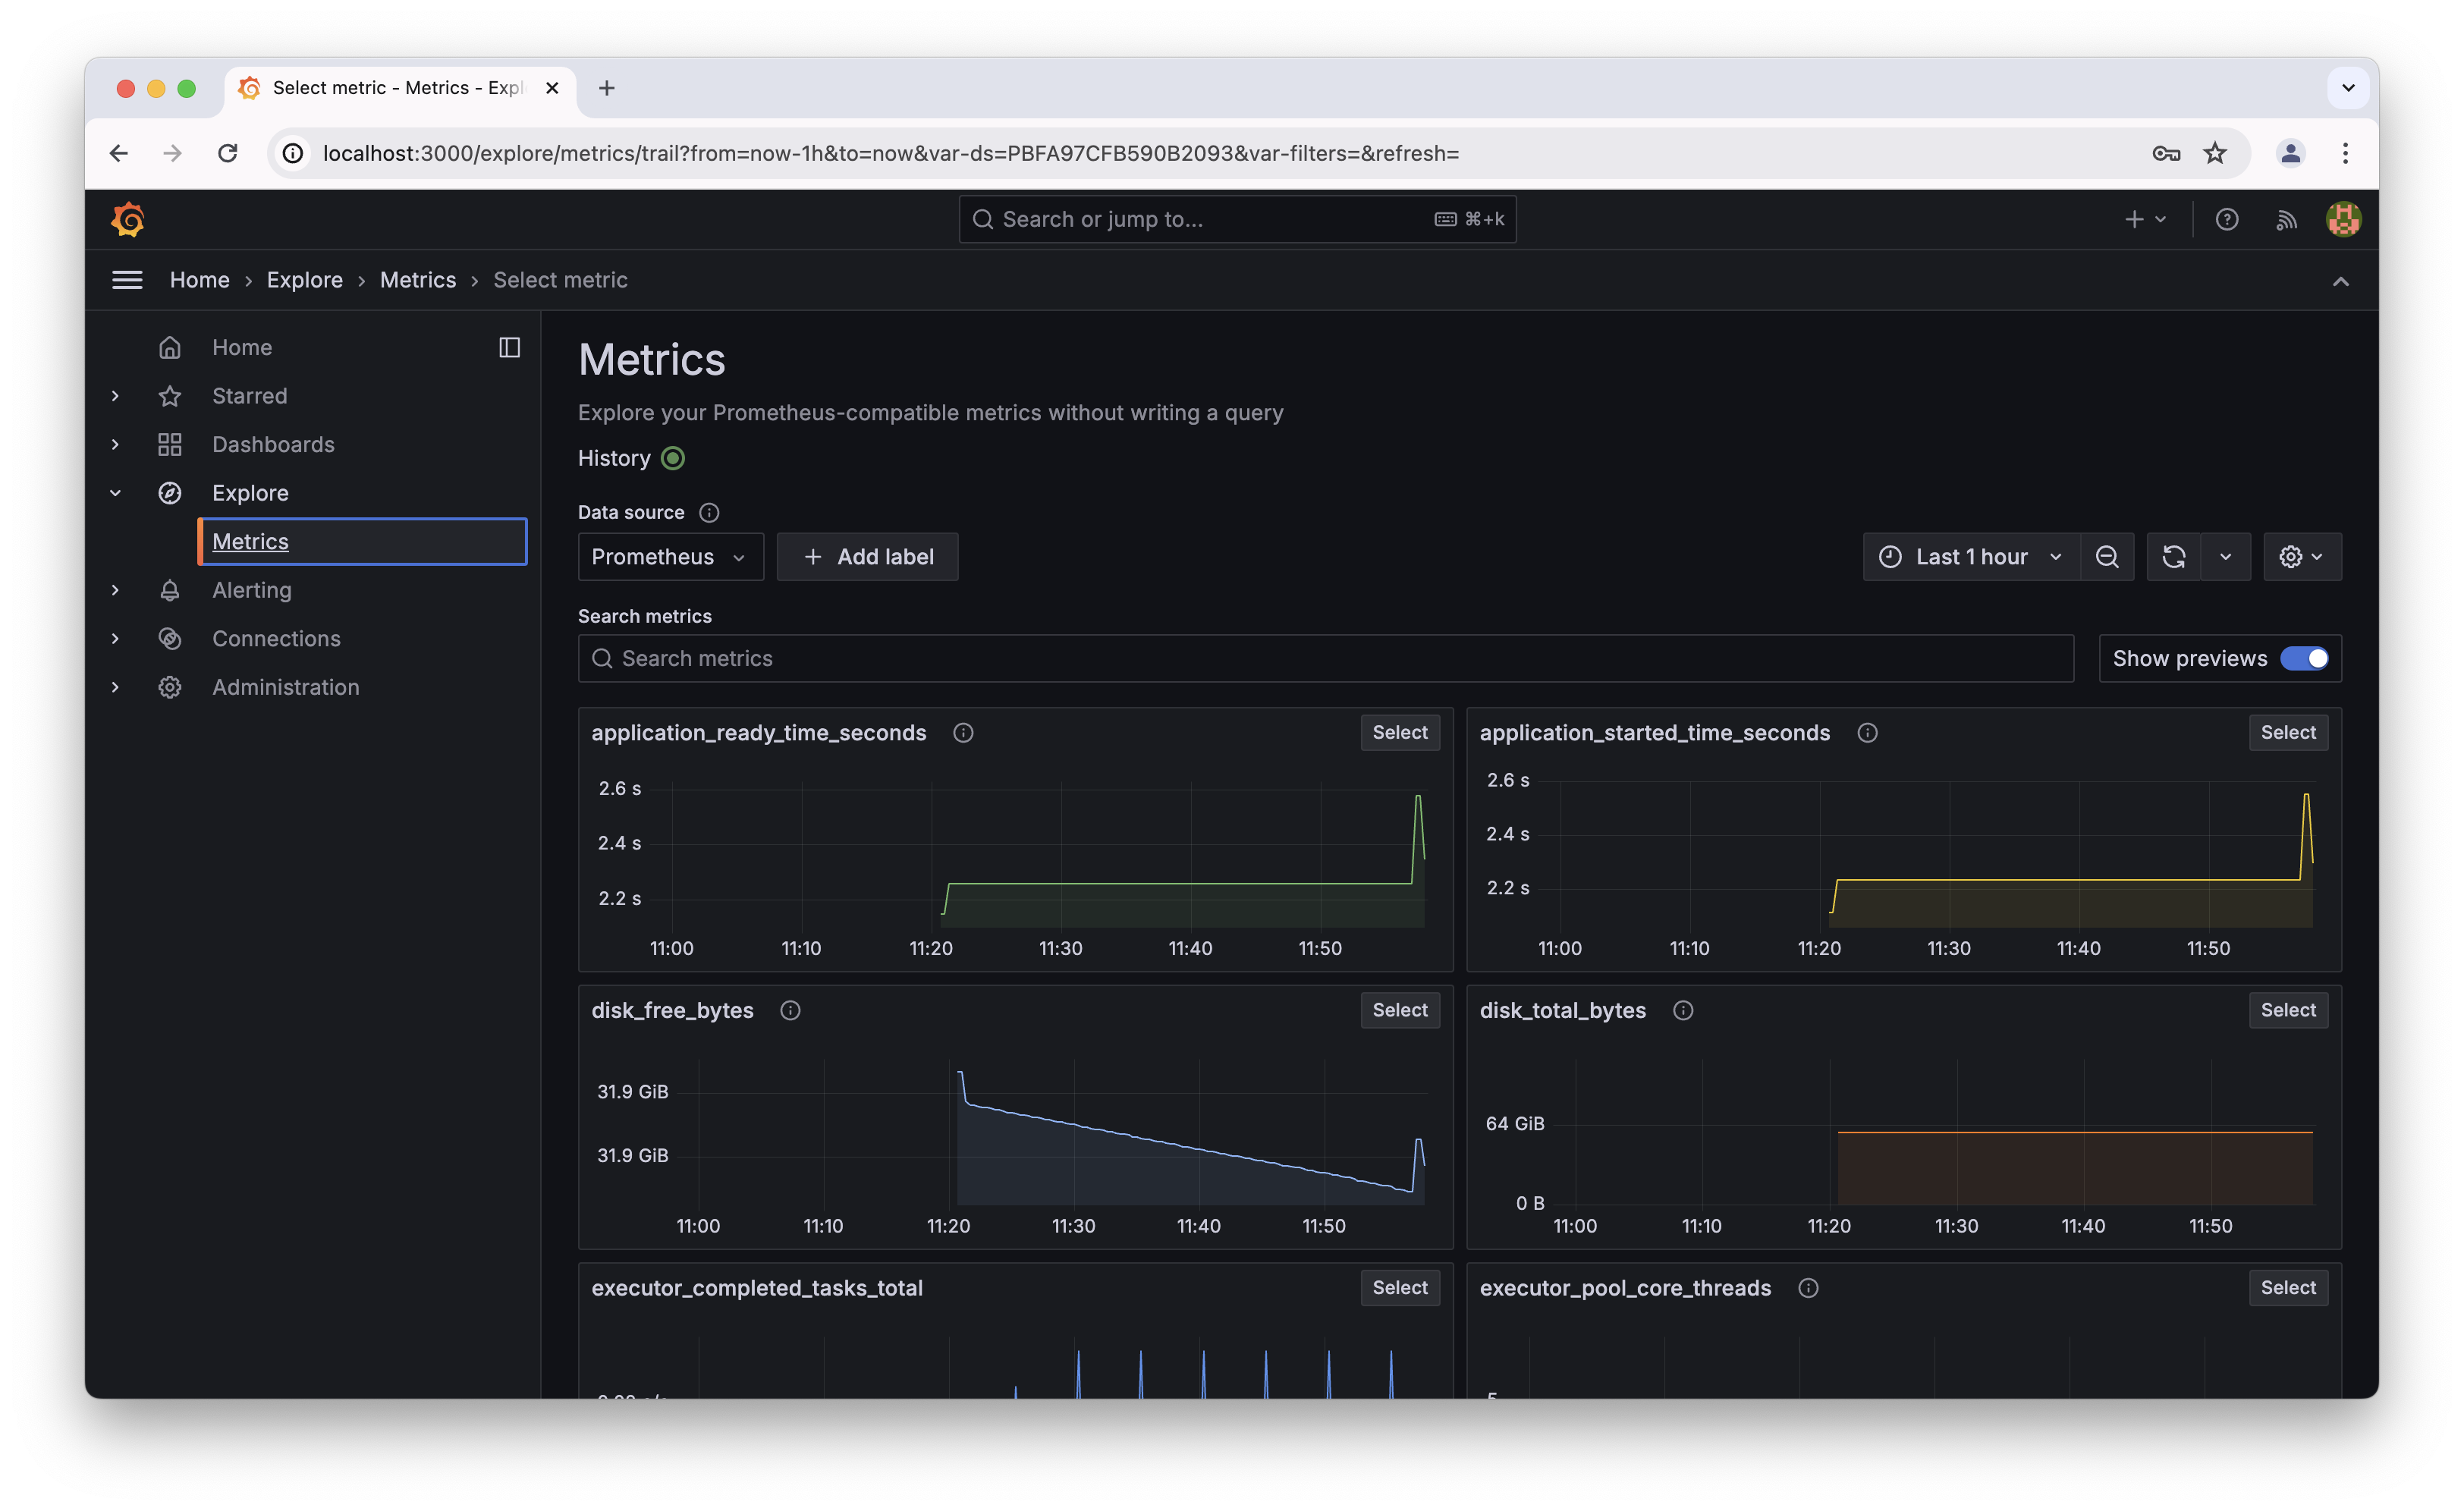 Select metric - Metrics - Expl
localhost:3000/explore/metrics/trail?from=now-1h&to=now&var-ds=PBFA97CFB590B2093&var-filters=&refresh=
Search or jump to... ⌘+k
Home › Explore › Metrics › Select metric
Home
Starred
Dashboards
Explore
Metrics
Alerting
Connections
Administration
Metrics
Explore your Prometheus-compatible metrics without writing a query
History
Data source
Prometheus + Add label Last 1 hour
Search metrics
Search metrics Show previews
application_ready_time_seconds Select
2.6 s
2.4 s
2.2 s
11:00 11:10 11:20 11:30 11:40 11:50
application_started_time_seconds Select
2.6 s
2.4 s
2.2 s
11:00 11:10 11:20 11:30 11:40 11:50
disk_free_bytes Select
31.9 GiB
31.9 GiB
11:00 11:10 11:20 11:30 11:40 11:50
disk_total_bytes Select
64 GiB
0 B
11:00 11:10 11:20 11:30 11:40 11:50
executor_completed_tasks_total Select
executor_pool_core_threads Select